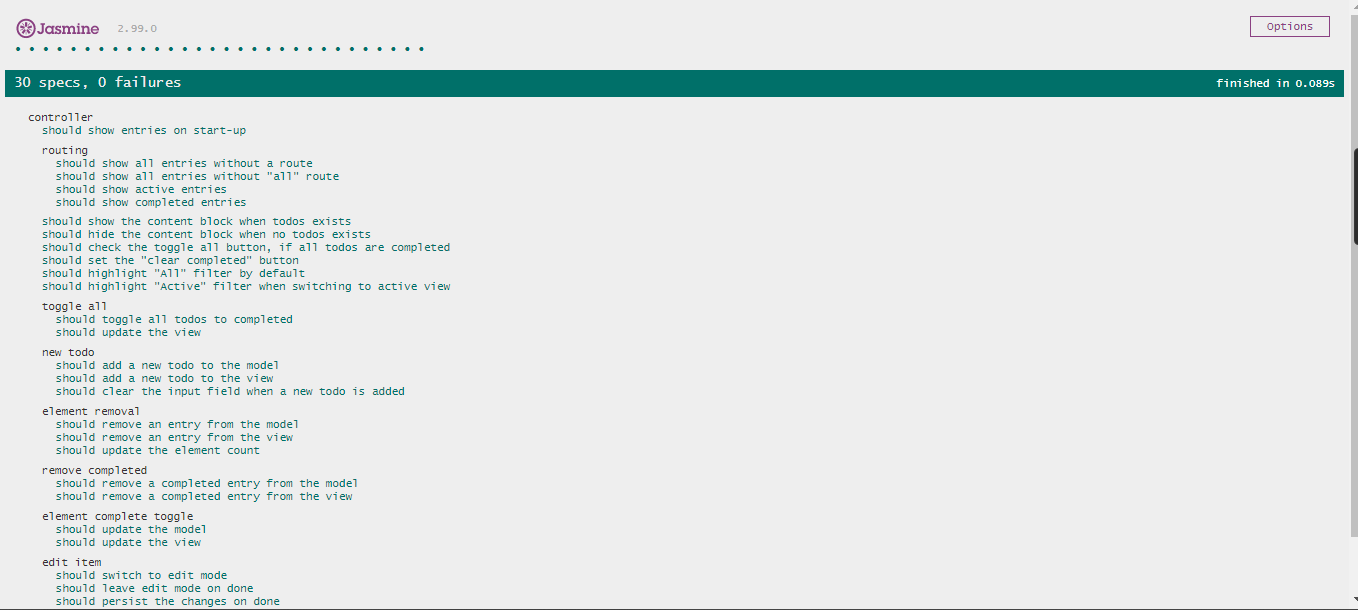 Jasmine 2.99.0
Options
30 specs, 0 failures
finished in 0.089s
controller
should show entries on start-up
routing
should show all entries without a route
should show all entries without "all" route
should show active entries
should show completed entries
should show the content block when todos exists
should hide the content block when no todos exists
should check the toggle all button, if all todos are completed
should set the "clear completed" button
should highlight "All" filter by default
should highlight "Active" filter when switching to active view
toggle all
should toggle all todos to completed
should update the view
new todo
should add a new todo to the model
should add a new todo to the view
should clear the input field when a new todo is added
element removal
should remove an entry from the model
should remove an entry from the view
should update the element count
remove completed
should remove a completed entry from the model
should remove a completed entry from the view
element complete toggle
should update the model
should update the view
edit item
should switch to edit mode
should leave edit mode on done
should persist the changes on done